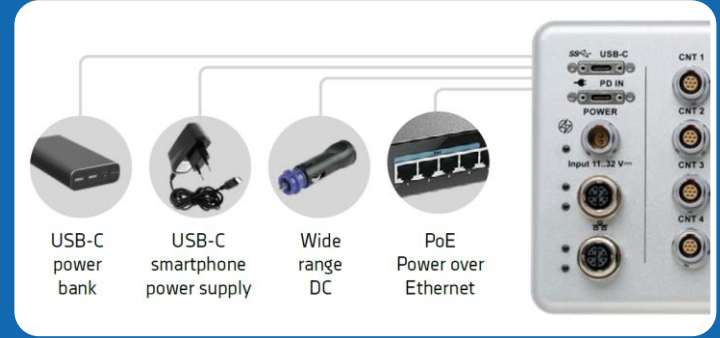 SS⇐ USB-C
PD IN
POWER
Input 11..32 V⎓
CNT 1
CNT 2
CNT 3
CNT 4
USB-C
power
bank
USB-C
smartphone
power supply
Wide
range
DC
PoE
Power over
Ethernet